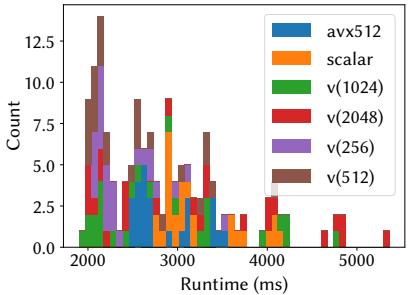 avx512
scalar
v(1024)
v(2048)
v(256)
v(512)
12.5
10.0
7.5
5.0
2.5
0.0
Count
2000
3000
4000
5000
Runtime (ms)